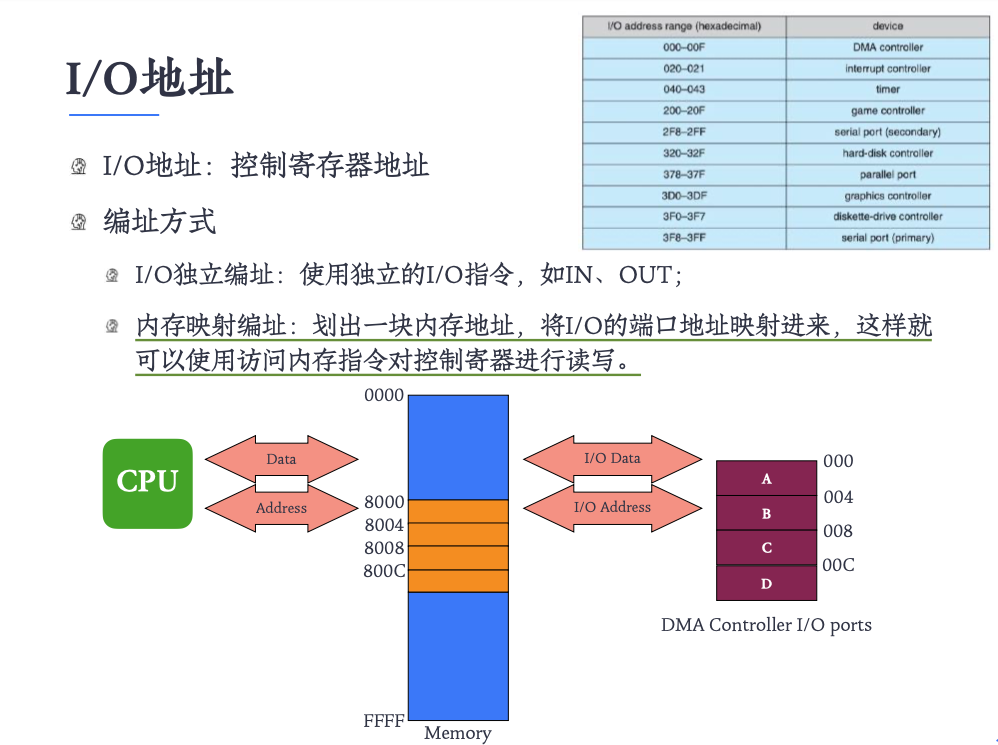 I/O地址
I/O address range (hexadecimal) device
000–00F DMA controller
020–021 interrupt controller
040–043 timer
200–20F game controller
2F8–2FF serial port (secondary)
320–32F hard-disk controller
378–37F parallel port
3D0–3DF graphics controller
3F0–3F7 diskette-drive controller
3F8–3FF serial port (primary)
I/O地址：控制寄存器地址
编址方式
I/O独立编址：使用独立的I/O指令，如IN、OUT；
内存映射编址：划出一块内存地址，将I/O的端口地址映射进来，这样就
可以使用访问内存指令对控制寄器进行读写。
CPU
Data
Address
0000
8000
8004
8008
800C
FFFF
Memory
I/O Data
I/O Address
A
B
C
D
000
004
008
00C
DMA Controller I/O ports